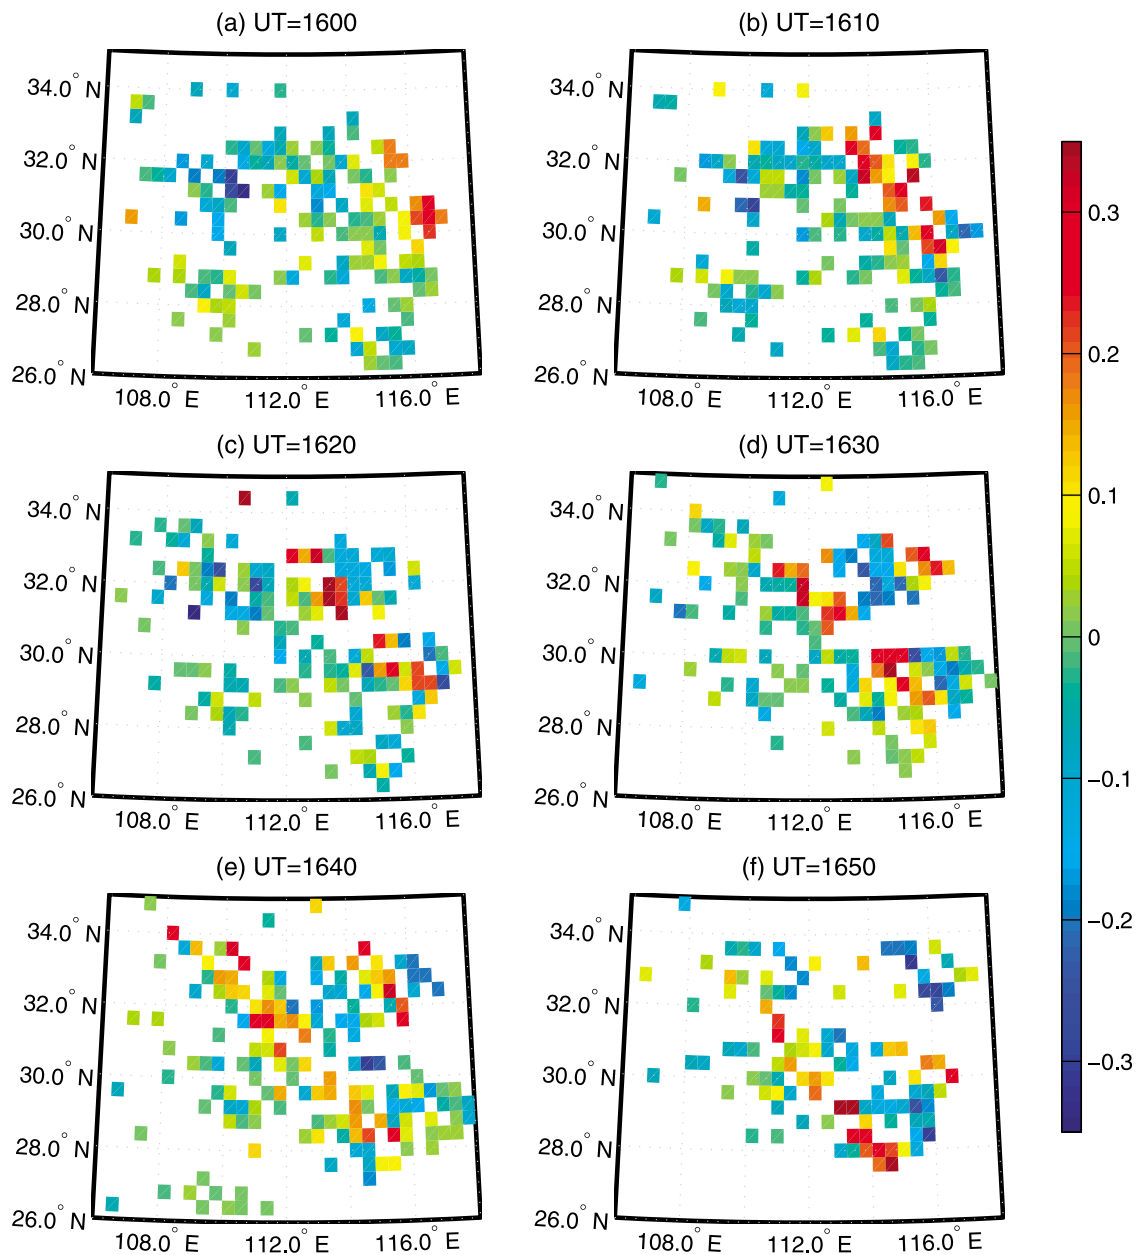 (a) UT=1600
(b) UT=1610
34.0° N
32.0° N
30.0° N
28.0° N
26.0° N
108.0° E
112.0° E
116.0° E
34.0° N
32.0° N
30.0° N
28.0° N
26.0° N
108.0° E
112.0° E
116.0° E
(c) UT=1620
(d) UT=1630
34.0° N
32.0° N
30.0° N
28.0° N
26.0° N
108.0° E
112.0° E
116.0° E
34.0° N
32.0° N
30.0° N
28.0° N
26.0° N
108.0° E
112.0° E
116.0° E
(e) UT=1640
(f) UT=1650
34.0° N
32.0° N
30.0° N
28.0° N
26.0° N
108.0° E
112.0° E
116.0° E
34.0° N
32.0° N
30.0° N
28.0° N
26.0° N
108.0° E
112.0° E
116.0° E
0.3
0.2
0.1
0
−0.1
−0.2
−0.3